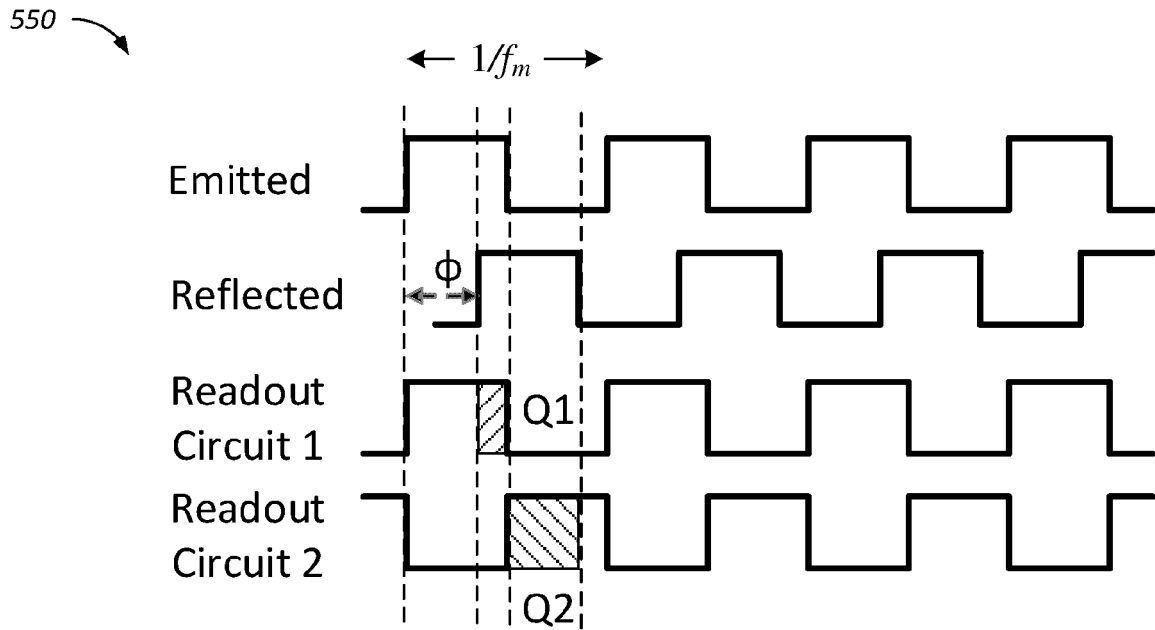 550
1/fm
Emitted
ϕ
Reflected
Readout
Circuit 1
Q1
Readout
Circuit 2
Q2